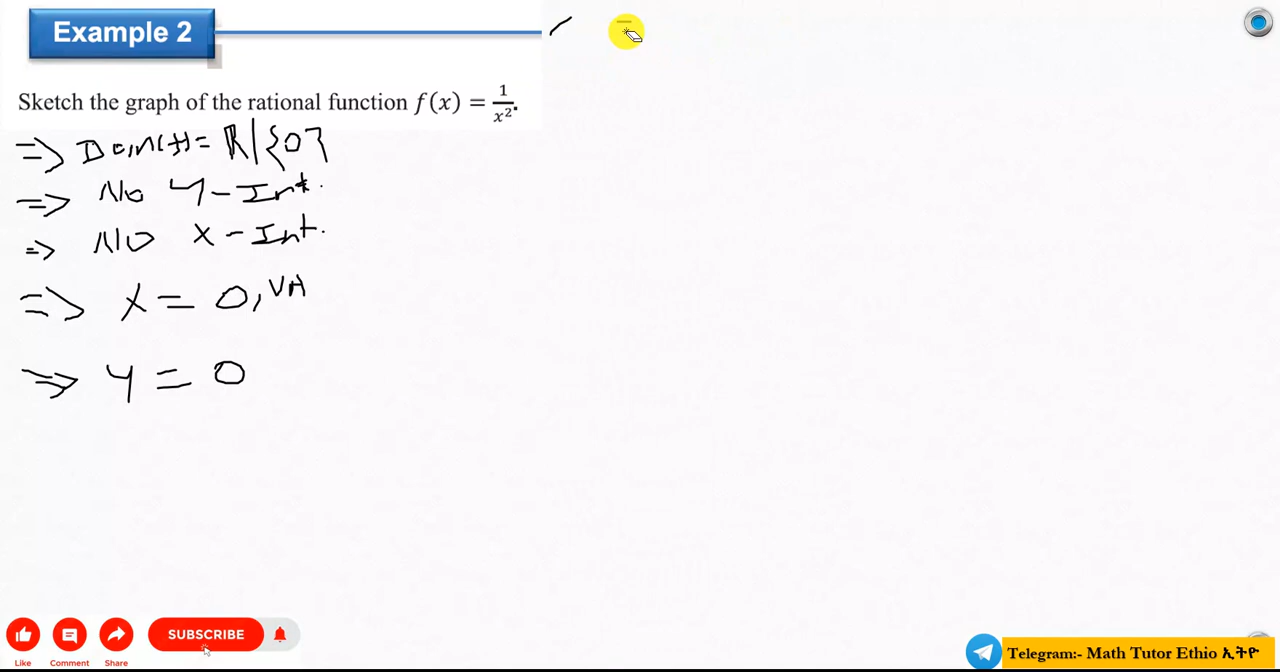 Example 2
Sketch the graph of the rational function f(x) = 1/x².
=> Dom(f) = ℝ\{0}
=> No y-Int.
=> No x-Int.
=> x = 0, VA
=> y = 0
SUBSCRIBE
Like Comment Share
Telegram:- Math Tutor Ethio ኢትዮ